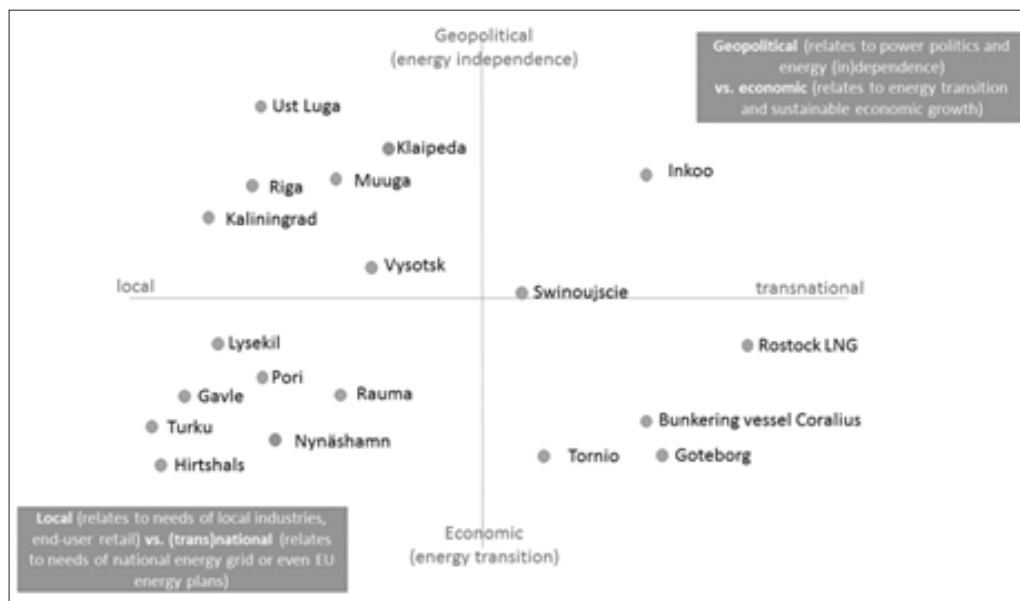 Geopolitical
(energy independence)
Geopolitical (relates to power politics and
energy (in)dependence)
vs. economic (relates to energy transition
and sustainable economic growth)
Ust Luga
Klaipeda
Inkoo
Muuga
Riga
Kaliningrad
Vysotsk
local
Swinoujscie
transnational
Lysekil
Rostock LNG
Pori
Gavle
Rauma
Turku
Bunkering vessel Coralius
Nynäshamn
Hirtshals
Tornio
Goteborg
Local (relates to needs of local industries,
end-user retail) vs. (trans)national (relates
to needs of national energy grid or even EU
energy plans)
Economic
(energy transition)